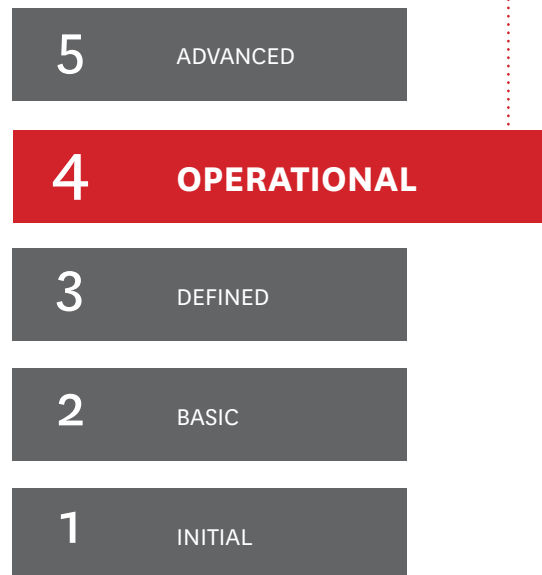 5 ADVANCED
4 OPERATIONAL
3 DEFINED
2 BASIC
1 INITIAL